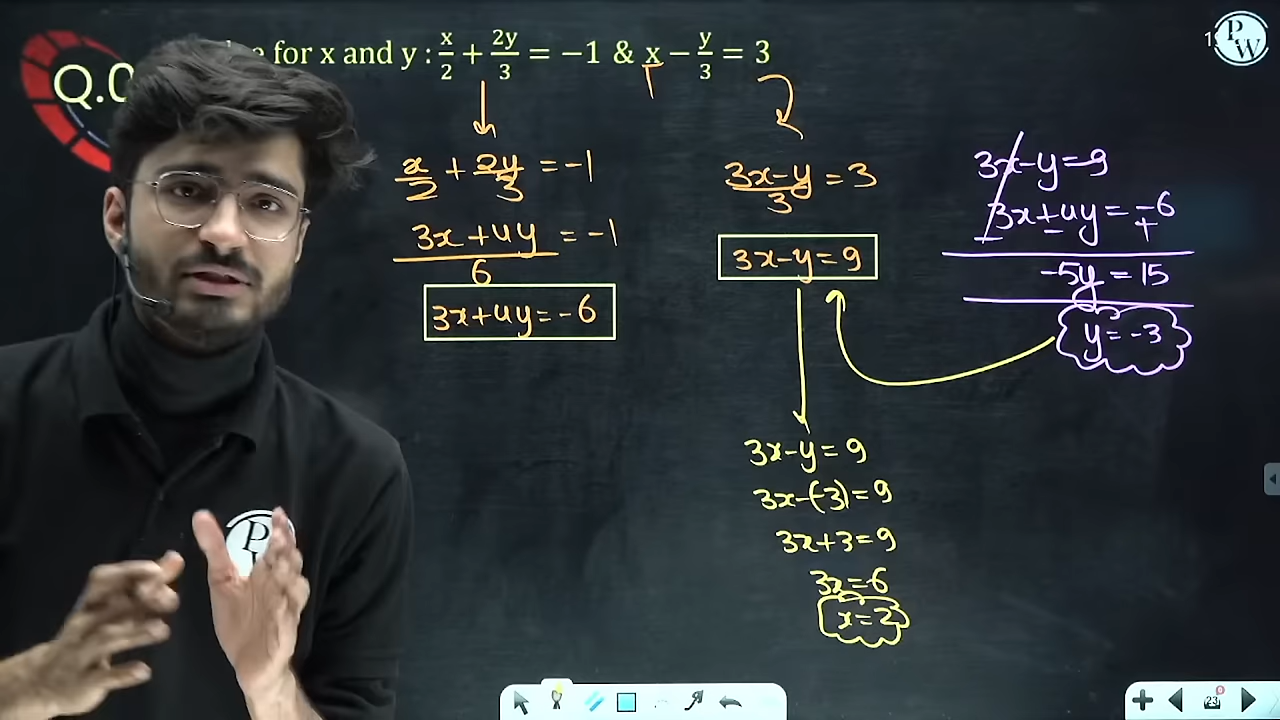 Q.0
for x and y : x/2 + 2y/3 = −1 & x − y/3 = 3
PW
x/2 + 2y/3 = -1
3x+4y/6 = -1
3x+4y=-6
3x-y/3 = 3
3x-y=9
3x-y=9
3x+4y=-6
- - +
-5y=15
y=-3
3x-y=9
3x-(-3)=9
3x+3=9
3x=6
x=2
PW
23